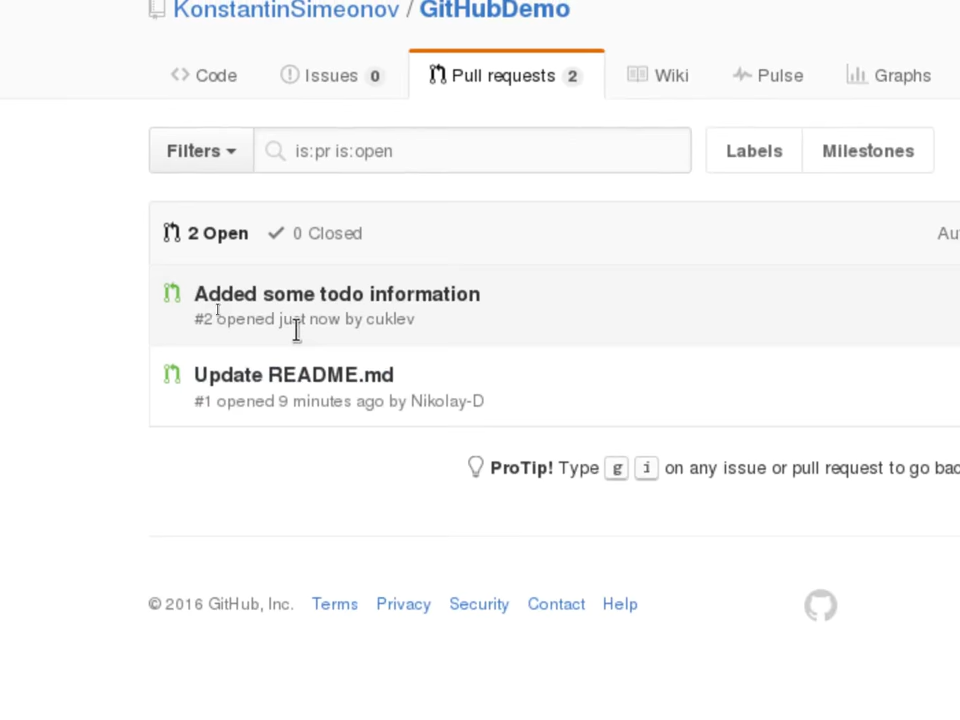 KonstantinSimeonov / GitHubDemo
Code Issues 0 Pull requests 2 Wiki Pulse Graphs
Filters is:pr is:open Labels Milestones
2 Open 0 Closed Au
Added some todo information
#2 opened just now by cuklev
Update README.md
#1 opened 9 minutes ago by Nikolay-D
ProTip! Type g i on any issue or pull request to go bac
© 2016 GitHub, Inc. Terms Privacy Security Contact Help